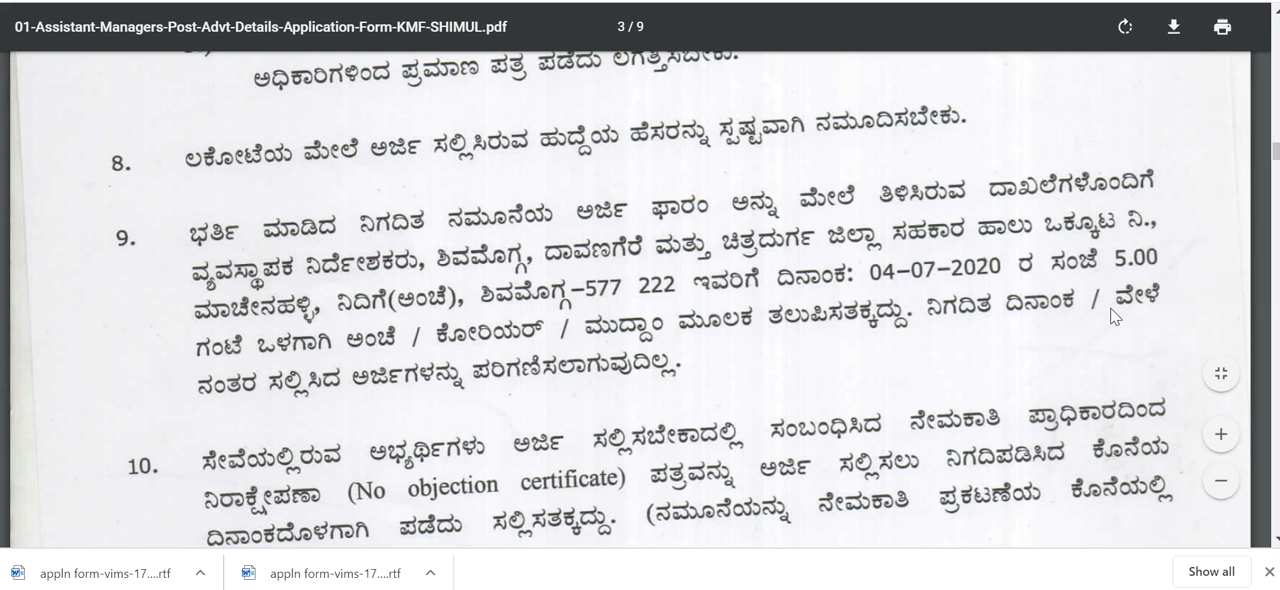 01-Assistant-Managers-Post-Advt-Details-Application-Form-KMF-SHIMUL.pdf 3 / 9
ಅಧಿಕಾರಿಗಳಿಂದ ಪ್ರಮಾಣ ಪತ್ರ ಪಡೆದು ಲಗತ್ತಿಸಬೇಕು.
8. ಲಕೋಟೆಯ ಮೇಲೆ ಅರ್ಜಿ ಸಲ್ಲಿಸಿರುವ ಹುದ್ದೆಯ ಹೆಸರನ್ನು ಸ್ಪಷ್ಟವಾಗಿ ನಮೂದಿಸಬೇಕು.
9. ಭರ್ತಿ ಮಾಡಿದ ನಿಗದಿತ ನಮೂನೆಯ ಅರ್ಜಿ ಫಾರಂ ಅನ್ನು ಮೇಲೆ ತಿಳಿಸಿರುವ ದಾಖಲೆಗಳೊಂದಿಗೆ
ವ್ಯವಸ್ಥಾಪಕ ನಿರ್ದೇಶಕರು, ಶಿವಮೊಗ್ಗ, ದಾವಣಗೆರೆ ಮತ್ತು ಚಿತ್ರದುರ್ಗ ಜಿಲ್ಲಾ ಸಹಕಾರ ಹಾಲು ಒಕ್ಕೂಟ ನಿ.,
ಮಾಚೇನಹಳ್ಳಿ, ನಿದಿಗೆ(ಅಂಚೆ), ಶಿವಮೊಗ್ಗ-577 222 ಇವರಿಗೆ ದಿನಾಂಕ: 04-07-2020 ರ ಸಂಜೆ 5.00
ಗಂಟೆ ಒಳಗಾಗಿ ಅಂಚೆ / ಕೋರಿಯರ್ / ಮುದ್ದಾಂ ಮೂಲಕ ತಲುಪಿಸತಕ್ಕದ್ದು. ನಿಗದಿತ ದಿನಾಂಕ / ವೇಳೆ
ನಂತರ ಸಲ್ಲಿಸಿದ ಅರ್ಜಿಗಳನ್ನು ಪರಿಗಣಿಸಲಾಗುವುದಿಲ್ಲ.
10. ಸೇವೆಯಲ್ಲಿರುವ ಅಭ್ಯರ್ಥಿಗಳು ಅರ್ಜಿ ಸಲ್ಲಿಸಬೇಕಾದಲ್ಲಿ ಸಂಬಂಧಿಸಿದ ನೇಮಕಾತಿ ಪ್ರಾಧಿಕಾರದಿಂದ
ನಿರಾಕ್ಷೇಪಣಾ (No objection certificate) ಪತ್ರವನ್ನು ಅರ್ಜಿ ಸಲ್ಲಿಸಲು ನಿಗದಿಪಡಿಸಿದ ಕೊನೆಯ
ದಿನಾಂಕದೊಳಗಾಗಿ ಪಡೆದು ಸಲ್ಲಿಸತಕ್ಕದ್ದು. (ನಮೂನೆಯನ್ನು ನೇಮಕಾತಿ ಪ್ರಕಟಣೆಯ ಕೊನೆಯಲ್ಲಿ
appln form-vims-17....rtf appln form-vims-17....rtf Show all